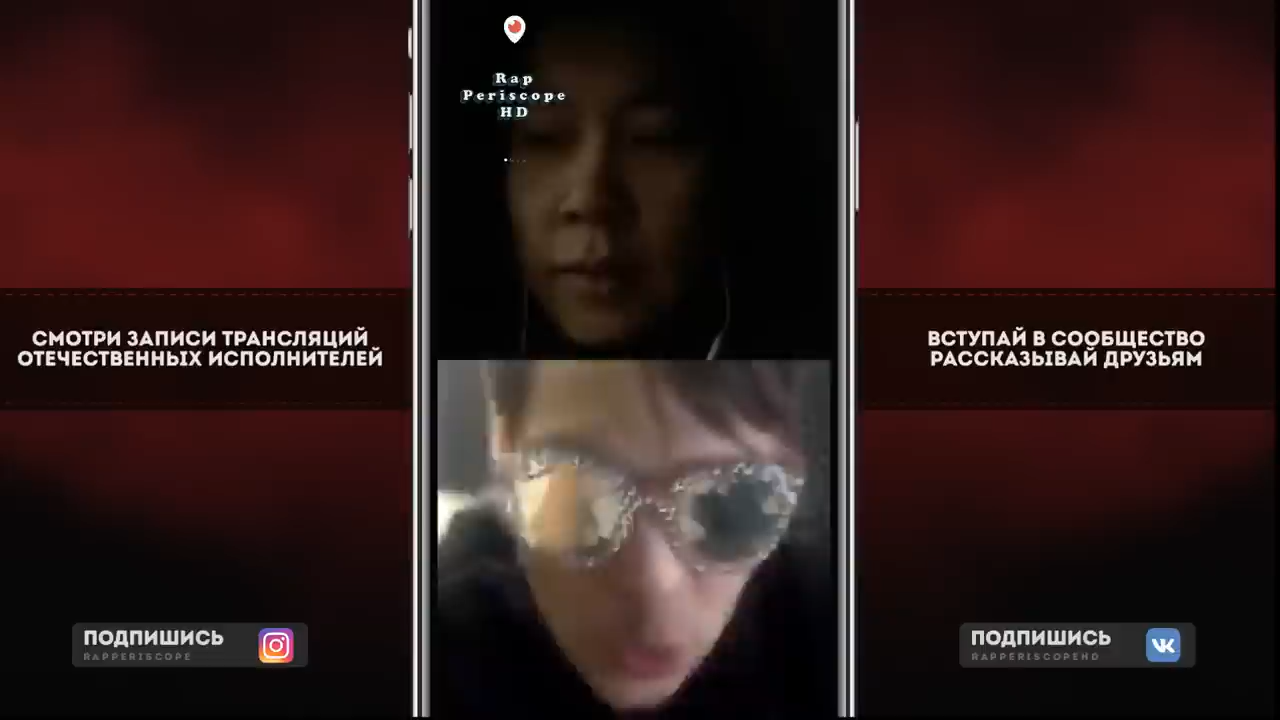 Rap
Periscope
HD
СМОТРИ ЗАПИСИ ТРАНСЛЯЦИЙ
ОТЕЧЕСТВЕННЫХ ИСПОЛНИТЕЛЕЙ
ВСТУПАЙ В СООБЩЕСТВО
РАССКАЗЫВАЙ ДРУЗЬЯМ
ПОДПИШИСЬ
RAPPERISCOPE
ПОДПИШИСЬ
RAPPERISCOPEHD